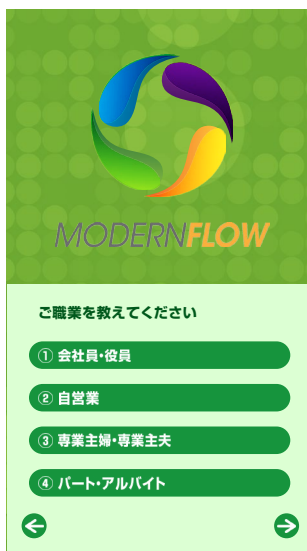 MODERNFLOW
ご職業を教えてください
① 会社員・役員
② 自営業
③ 専業主婦・専業主夫
④ パート・アルバイト